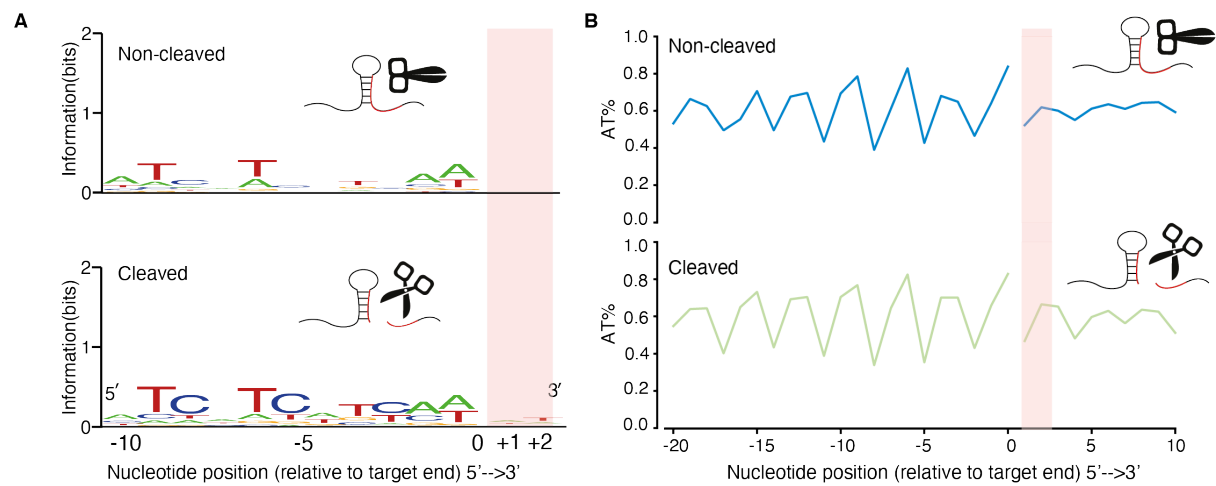 A
2
1
0
Information(bits)
Non-cleaved
2
1
0
Information(bits)
Cleaved
5′
3′
-10 -5 0 +1 +2
Nucleotide position (relative to target end) 5’-->3’
B
1.0
0.8
0.6
0.4
0.2
0.0
AT%
Non-cleaved
1.0
0.8
0.6
0.4
0.2
0.0
AT%
Cleaved
-20 -15 -10 -5 0 5 10
Nucleotide position (relative to target end) 5’-->3’